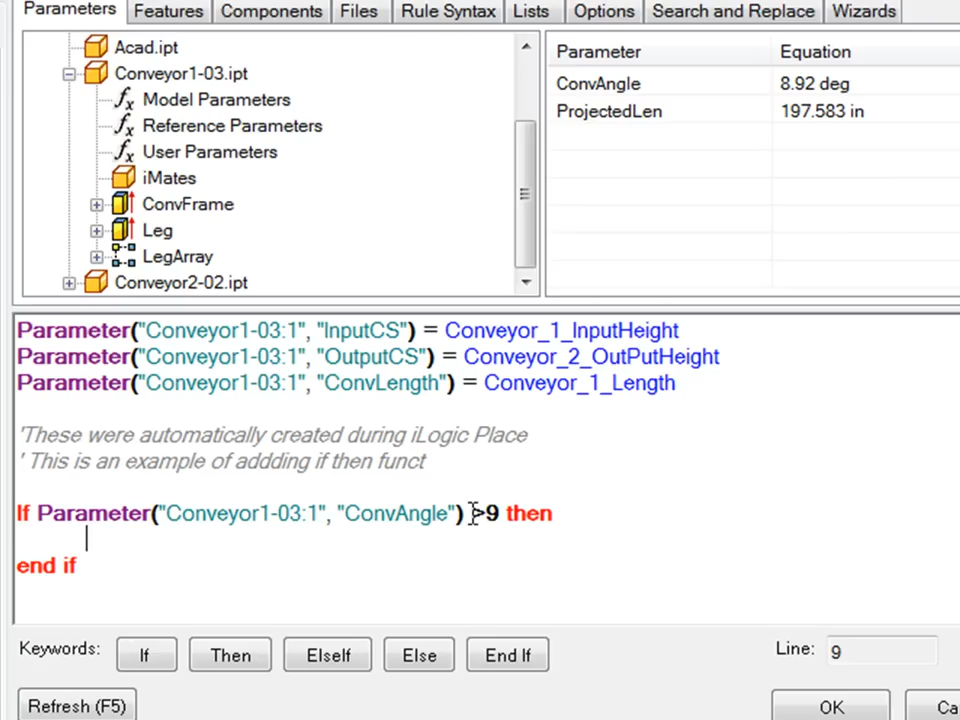 Parameters Features Components Files Rule Syntax Lists Options Search and Replace Wizards
Acad.ipt
Conveyor1-03.ipt
fx Model Parameters
fx Reference Parameters
fx User Parameters
iMates
ConvFrame
Leg
LegArray
Conveyor2-02.ipt
Parameter Equation
ConvAngle 8.92 deg
ProjectedLen 197.583 in
Parameter("Conveyor1-03:1", "InputCS") = Conveyor_1_InputHeight
Parameter("Conveyor1-03:1", "OutputCS") = Conveyor_2_OutPutHeight
Parameter("Conveyor1-03:1", "ConvLength") = Conveyor_1_Length
'These were automatically created during iLogic Place
' This is an example of addding if then funct
If Parameter("Conveyor1-03:1", "ConvAngle") >9 then
end if
Keywords: If Then ElseIf Else End If Line: 9
Refresh (F5) OK Ca